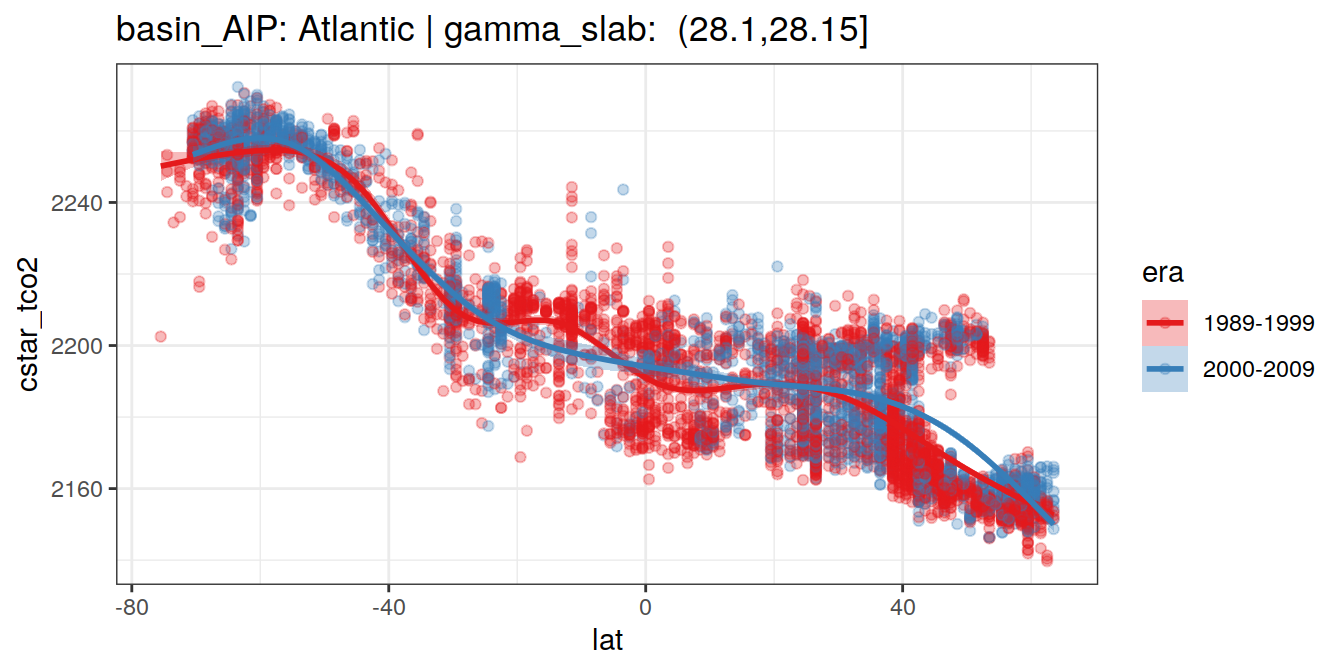 basin_AIP: Atlantic | gamma_slab:  (28.1,28.15]
cstar_tco2
2240
2200
2160
-80
-40
0
40
lat
era
1989-1999
2000-2009